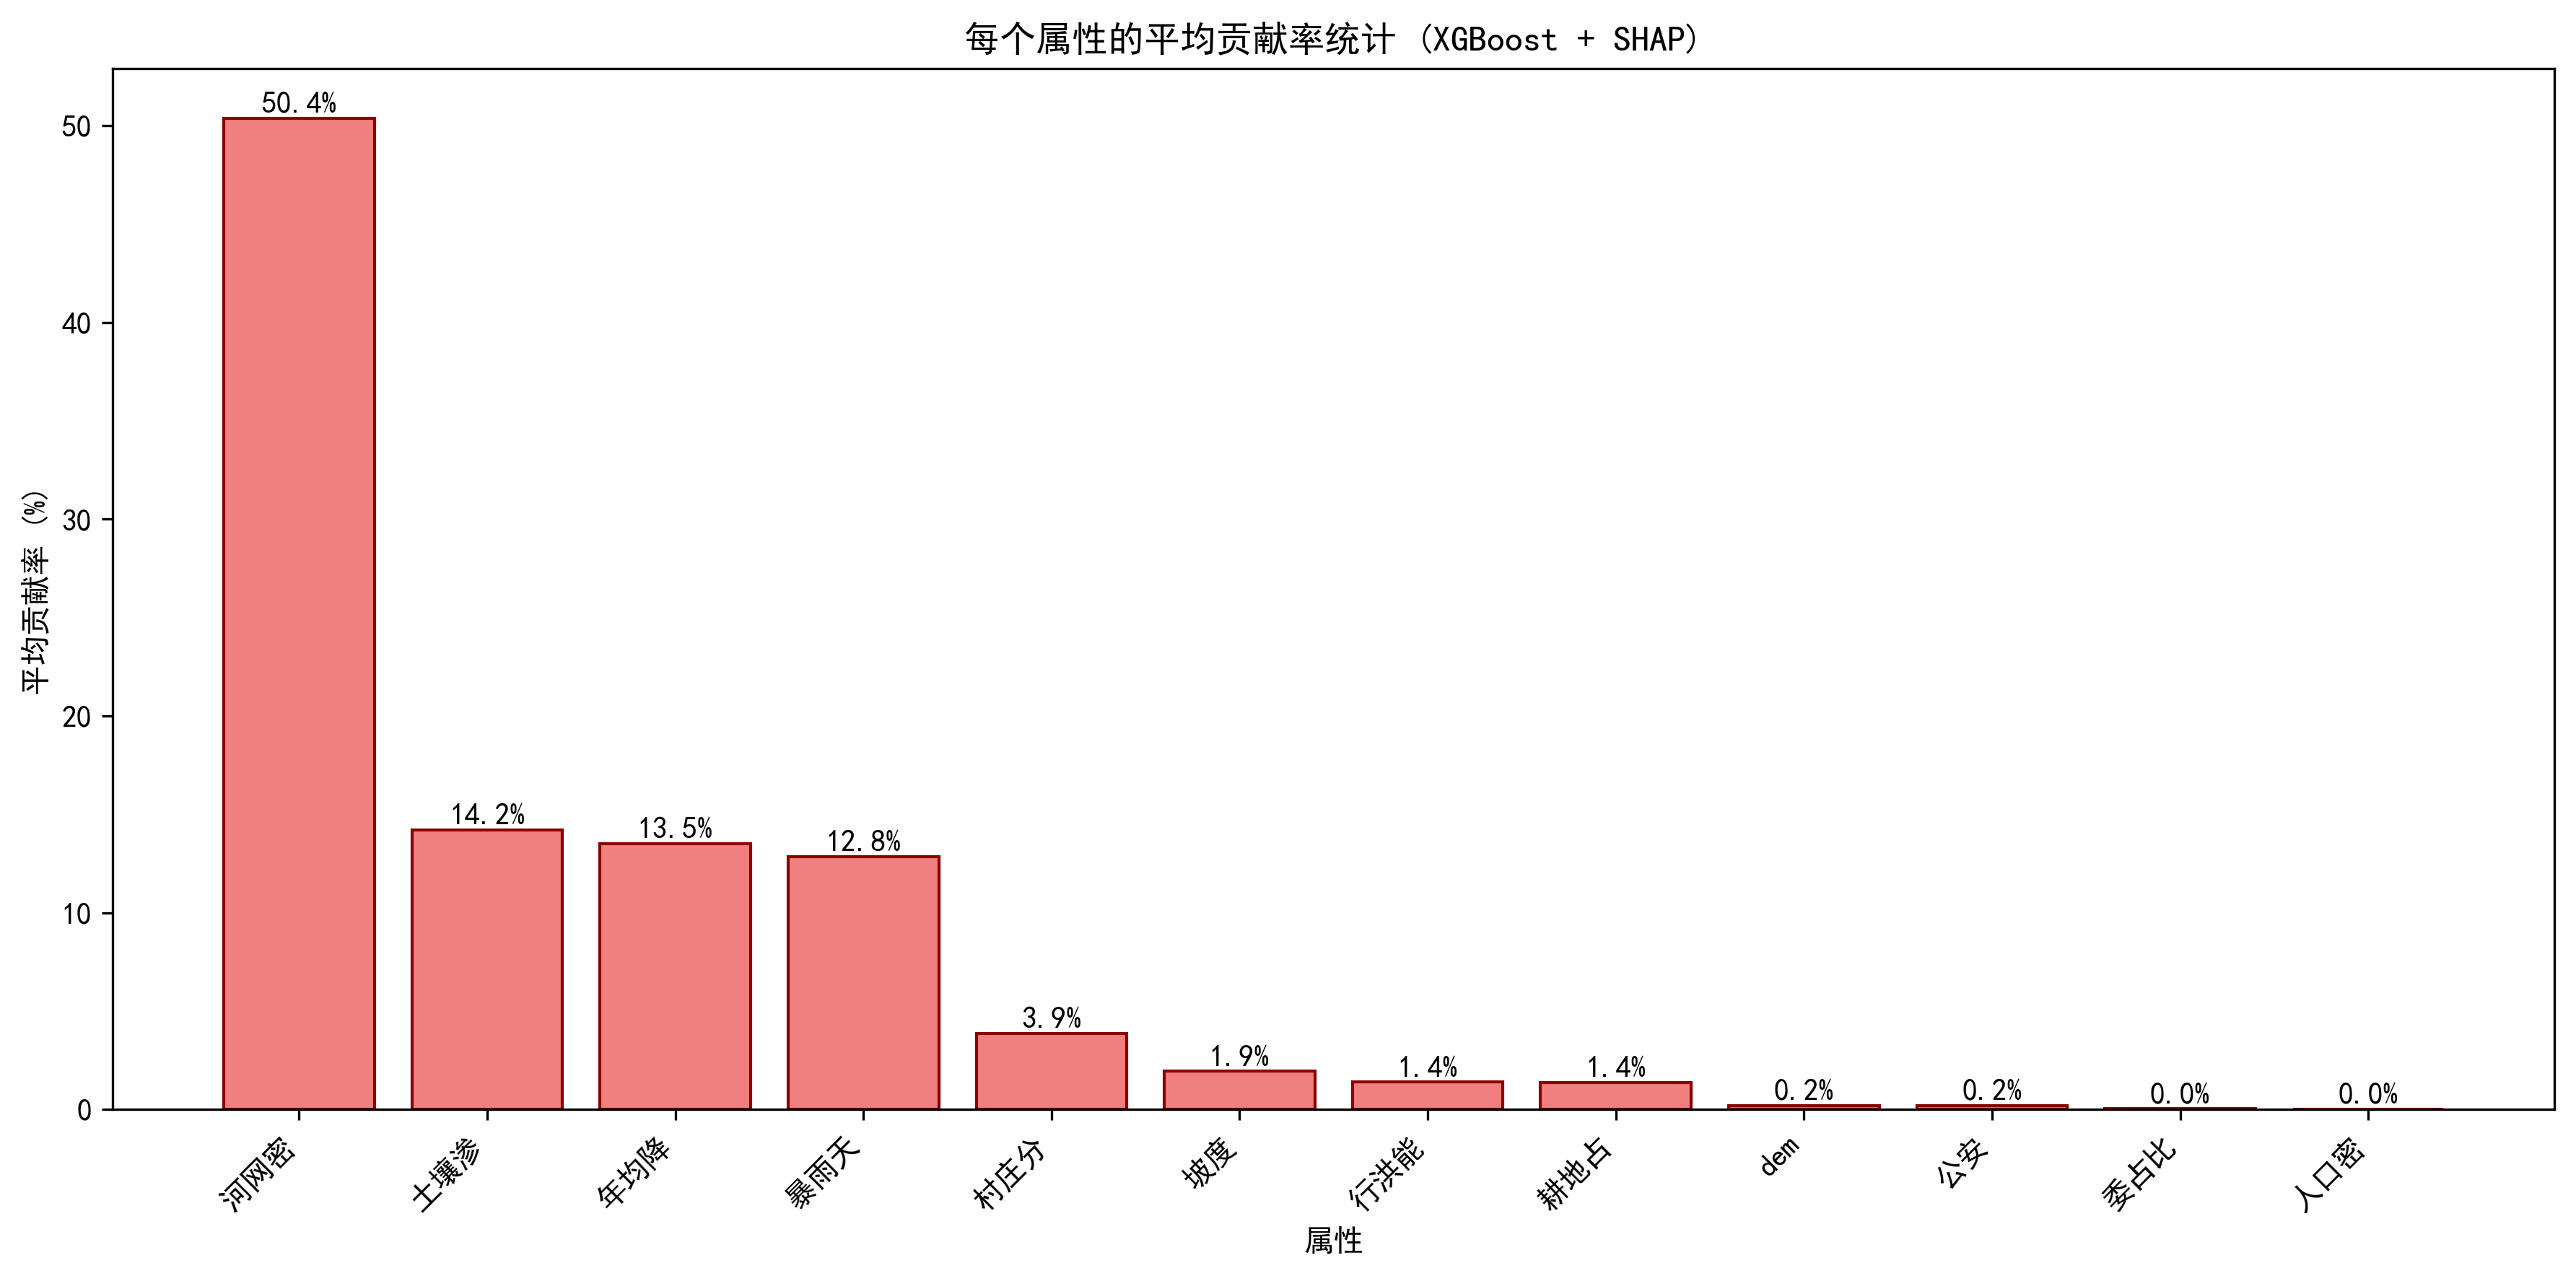 每个属性的平均贡献率统计 (XGBoost + SHAP)
平均贡献率 (%)
50
40
30
20
10
0
50.4%
14.2%
13.5%
12.8%
3.9%
1.9%
1.4%
1.4%
0.2%
0.2%
0.0%
0.0%
河网密
土壤渗
年均降
暴雨天
村庄分
坡度
行洪能
耕地占
dem
公安
委占比
人口密
属性